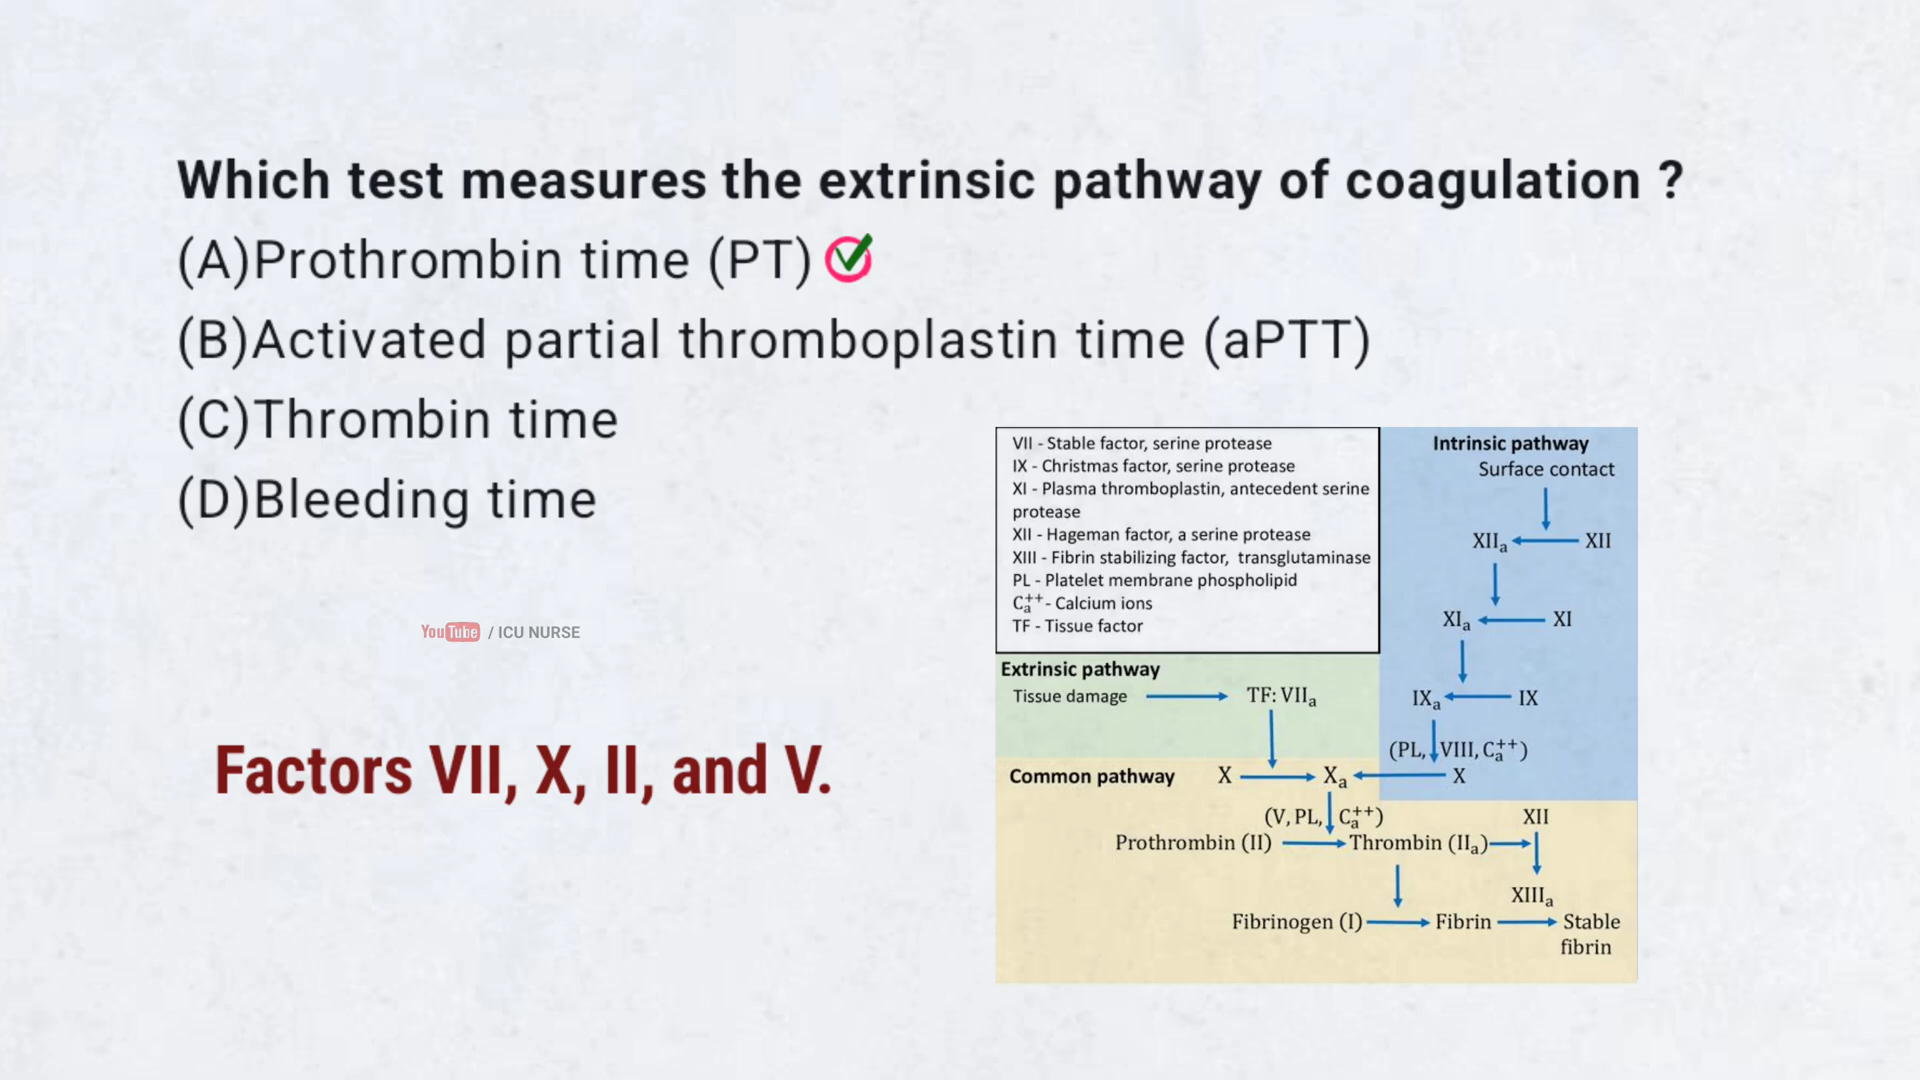 Which test measures the extrinsic pathway of coagulation ?
(A)Prothrombin time (PT)
(B)Activated partial thromboplastin time (aPTT)
(C)Thrombin time
(D)Bleeding time
YouTube / ICU NURSE
Factors VII, X, II, and V.
VII - Stable factor, serine protease
IX - Christmas factor, serine protease
XI - Plasma thromboplastin, antecedent serine
protease
XII - Hageman factor, a serine protease
XIII - Fibrin stabilizing factor, transglutaminase
PL - Platelet membrane phospholipid
Ca++ - Calcium ions
TF - Tissue factor
Intrinsic pathway
Surface contact
XIIa XII
XIa XI
IXa IX
(PL, VIII, Ca++)
X
Extrinsic pathway
Tissue damage TF: VIIa
Common pathway X Xa
(V, PL, Ca++) XII
Prothrombin (II) Thrombin (IIa)
XIIIa
Fibrinogen (I) Fibrin Stable
fibrin